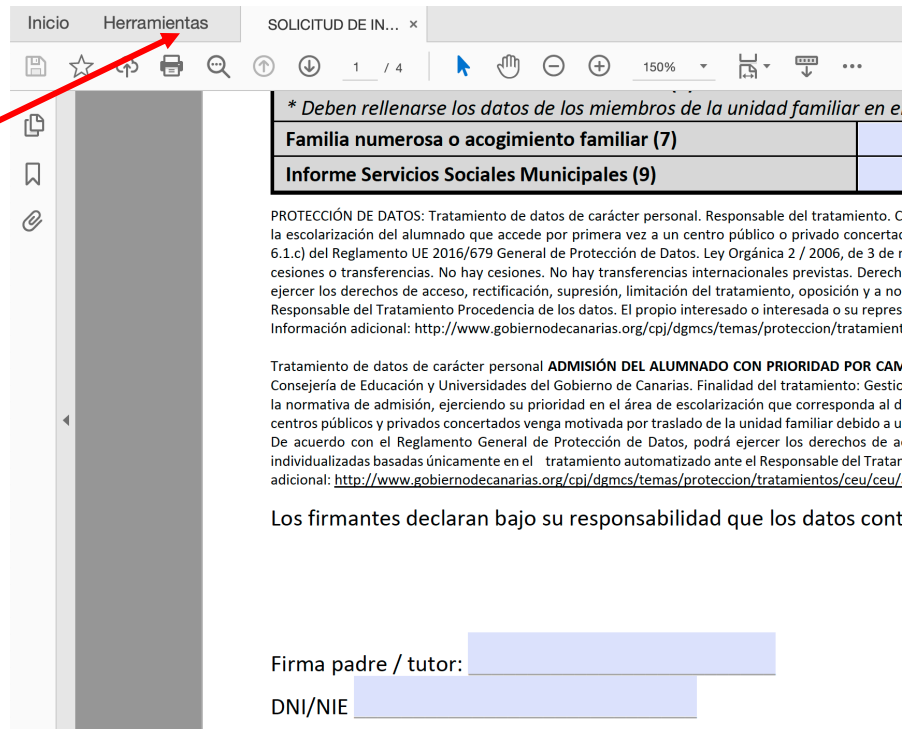 Inicio Herramientas SOLICITUD DE IN... ×
1 / 4 150%
* Deben rellenarse los datos de los miembros de la unidad familiar en e
Familia numerosa o acogimiento familiar (7)
Informe Servicios Sociales Municipales (9)
PROTECCIÓN DE DATOS: Tratamiento de datos de carácter personal. Responsable del tratamiento. C
la escolarización del alumnado que accede por primera vez a un centro público o privado concerta
6.1.c) del Reglamento UE 2016/679 General de Protección de Datos. Ley Orgánica 2 / 2006, de 3 de
cesiones o transferencias. No hay cesiones. No hay transferencias internacionales previstas. Derech
ejercer los derechos de acceso, rectificación, supresión, limitación del tratamiento, oposición y a no
Responsable del Tratamiento Procedencia de los datos. El propio interesado o interesada o su repres
Información adicional: http://www.gobiernodecanarias.org/cpj/dgmcs/temas/proteccion/tratamient
Tratamiento de datos de carácter personal ADMISIÓN DEL ALUMNADO CON PRIORIDAD POR CAM
Consejería de Educación y Universidades del Gobierno de Canarias. Finalidad del tratamiento: Gestio
la normativa de admisión, ejerciendo su prioridad en el área de escolarización que corresponda al d
centros públicos y privados concertados venga motivada por traslado de la unidad familiar debido a u
De acuerdo con el Reglamento General de Protección de Datos, podrá ejercer los derechos de a
individualizadas basadas únicamente en el tratamiento automatizado ante el Responsable del Tratar
adicional: http://www.gobiernodecanarias.org/cpj/dgmcs/temas/proteccion/tratamientos/ceu/ceu/
Los firmantes declaran bajo su responsabilidad que los datos cont
Firma padre / tutor:
DNI/NIE